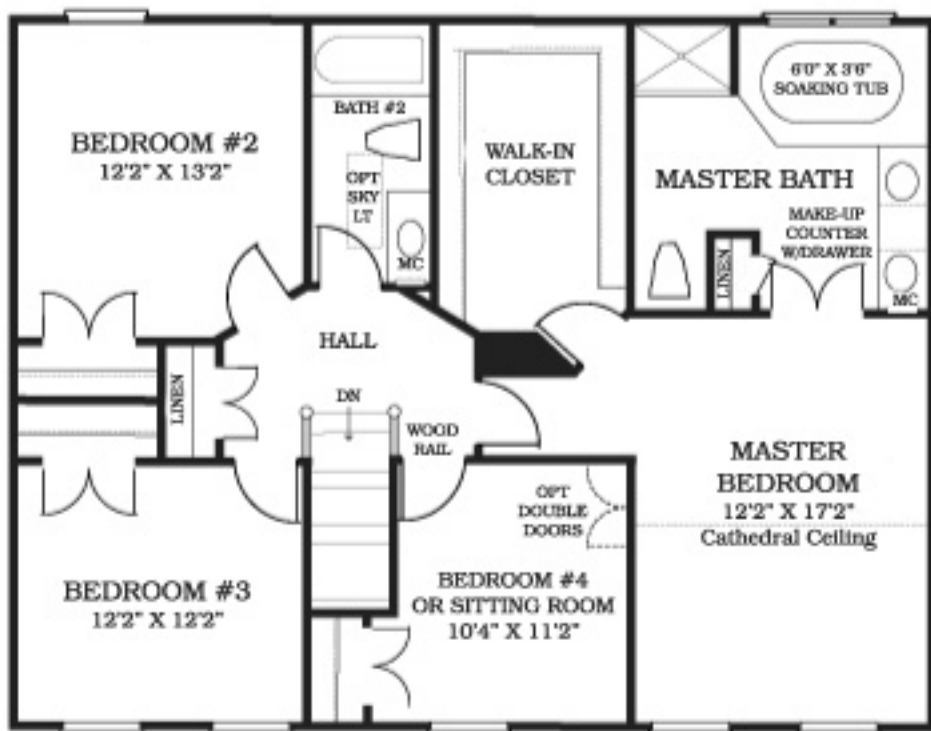 BEDROOM #2
12'2" X 13'2"
BATH #2
OPT
SKY
LT
MC
WALK-IN
CLOSET
6'0" X 3'6"
SOAKING TUB
MASTER BATH
MAKE-UP
COUNTER
W/DRAWER
LINEN
MC
HALL
LINEN
DN
WOOD
RAIL
MASTER
BEDROOM
12'2" X 17'2"
Cathedral Ceiling
OPT
DOUBLE
DOORS
BEDROOM #3
12'2" X 12'2"
BEDROOM #4
OR SITTING ROOM
10'4" X 11'2"